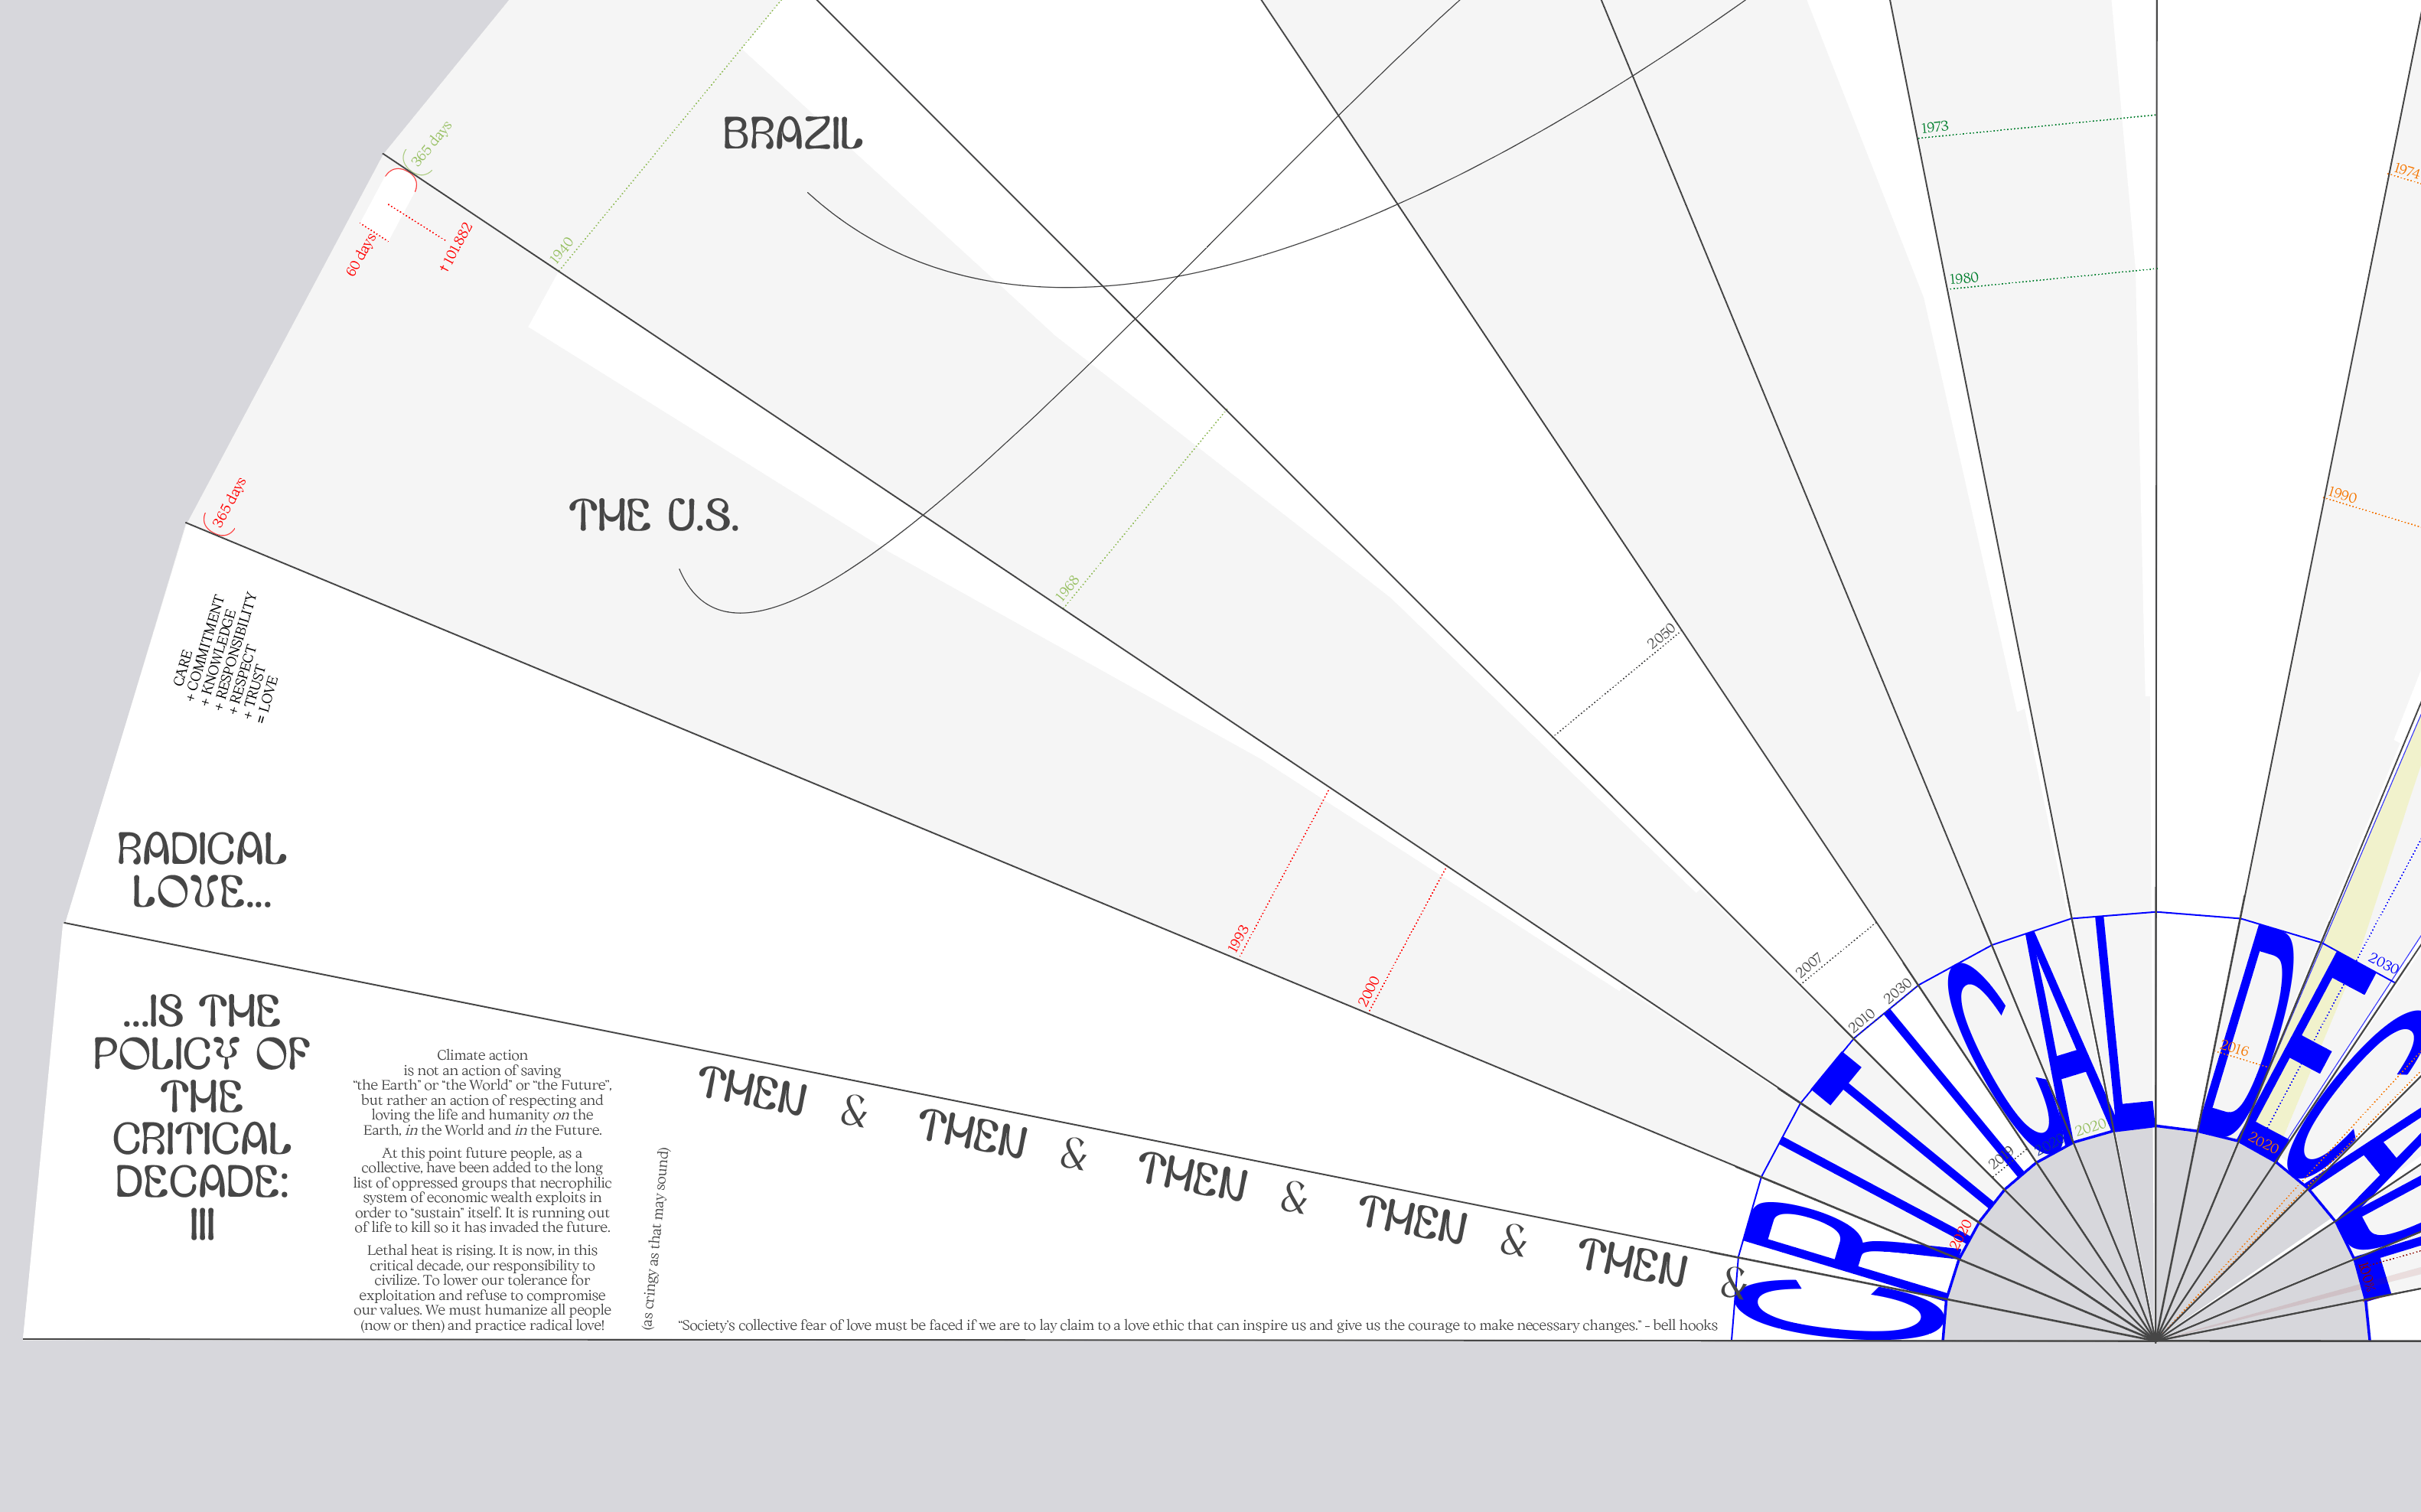 BRAZIL
365 days
60 days:
†101.882
1940
1968
THE U.S.
365 days
1993
2000
2050
2007
1973
1980
1974
1990
CARE
+ COMMITMENT
+ KNOWLEDGE
+ RESPONSIBILITY
+ RESPECT
+ TRUST
= LOVE
RADICAL
LOVE...
...IS THE
POLICY OF
THE
CRITICAL
DECADE:
III
Climate action
is not an action of saving
“the Earth” or “the World” or “the Future”,
but rather an action of respecting and
loving the life and humanity on the
Earth, in the World and in the Future.
At this point future people, as a
collective, have been added to the long
list of oppressed groups that necrophilic
system of economic wealth exploits in
order to “sustain” itself. It is running out
of life to kill so it has invaded the future.
Lethal heat is rising. It is now, in this
critical decade, our responsibility to
civilize. To lower our tolerance for
exploitation and refuse to compromise
our values. We must humanize all people
(now or then) and practice radical love!
(as cringy as that may sound)
THEN & THEN & THEN & THEN & THEN &
“Society’s collective fear of love must be faced if we are to lay claim to a love ethic that can inspire us and give us the courage to make necessary changes.” - bell hooks
2010
2030
CRITICAL
2020
2020
2020
2016
2030
2020